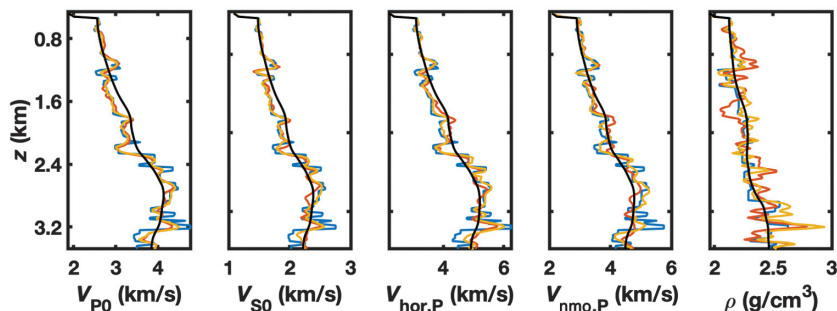 0.8
1.6
2.4
3.2
z (km)
2 3 4
V_P0 (km/s)
1 2 3
V_S0 (km/s)
4 6
V_hor,P (km/s)
2 4 6
V_nmo,P (km/s)
2 2.5 3
ρ (g/cm³)